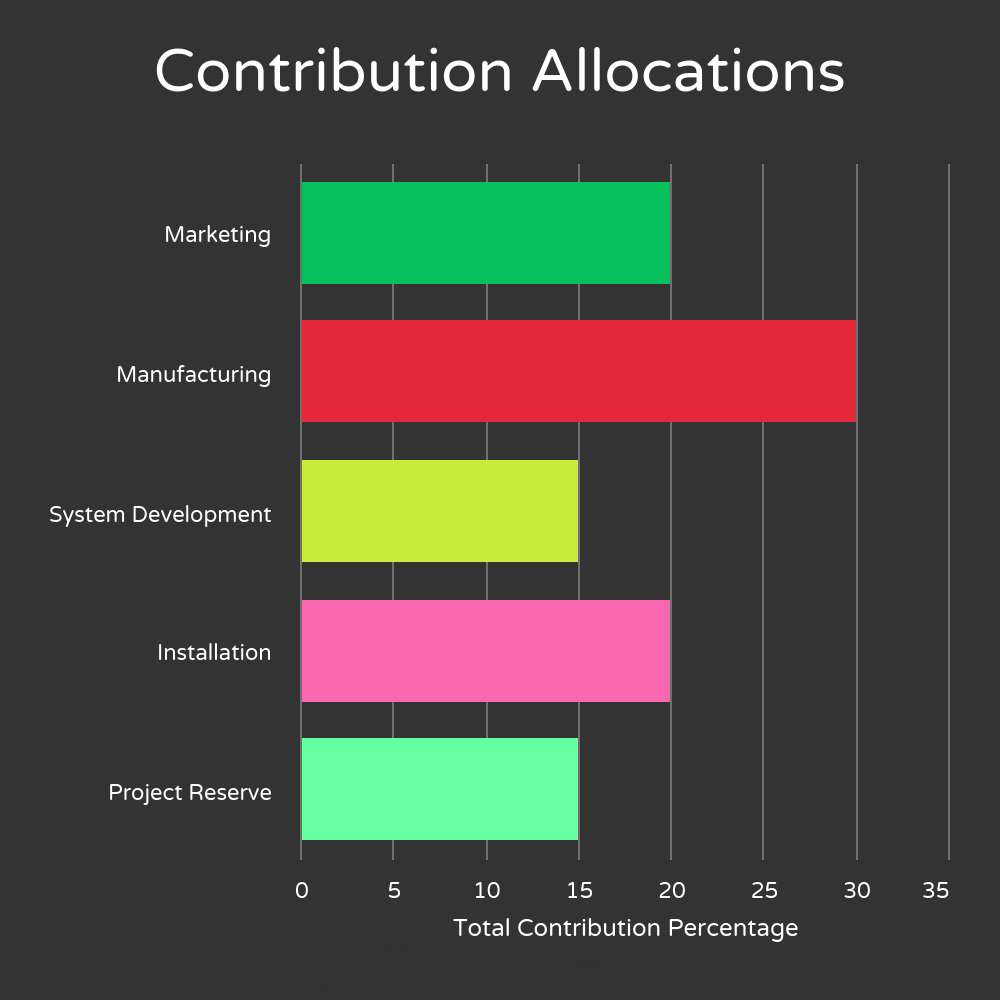 Contribution Allocations
Marketing
Manufacturing
System Development
Installation
Project Reserve
0 5 10 15 20 25 30 35
Total Contribution Percentage